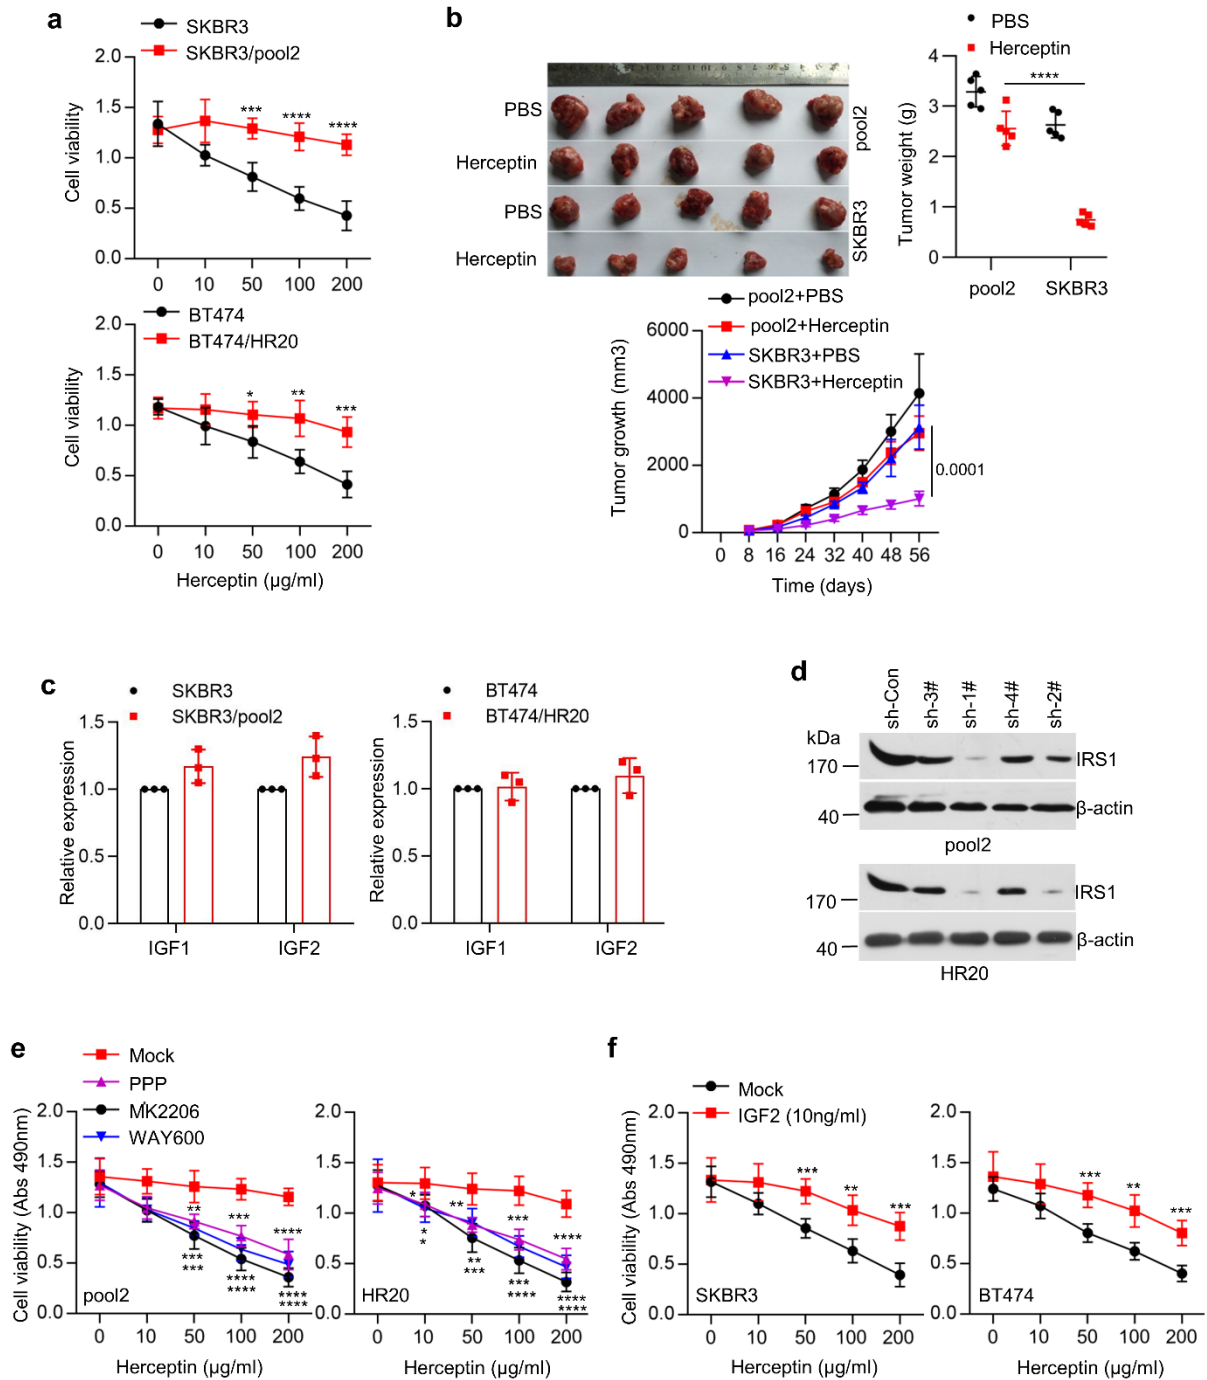 a
SKBR3
SKBR3/pool2
2.0
1.5
1.0
0.5
0.0
Cell viability
***
****
****
0 10 50 100 200
BT474
BT474/HR20
2.0
1.5
1.0
0.5
0.0
Cell viability
*
**
***
0 10 50 100 200
Herceptin (µg/ml)
b
PBS
Herceptin
PBS
Herceptin
pool2
SKBR3
PBS
Herceptin
****
4
3
2
1
0
Tumor weight (g)
pool2 SKBR3
pool2+PBS
pool2+Herceptin
SKBR3+PBS
SKBR3+Herceptin
6000
4000
2000
0
Tumor growth (mm3)
0.0001
0 8 16 24 32 40 48 56
Time (days)
c
SKBR3
SKBR3/pool2
1.5
1.0
0.5
0.0
Relative expression
IGF1 IGF2
BT474
BT474/HR20
1.5
1.0
0.5
0.0
Relative expression
IGF1 IGF2
d
sh-Con sh-3# sh-1# sh-4# sh-2#
kDa
170
IRS1
40
β-actin
pool2
170
IRS1
40
β-actin
HR20
e
Mock
PPP
MK2206
WAY600
2.0
1.5
1.0
0.5
0.0
Cell viability (Abs 490nm)
**
***
****
***
***
****
****
****
****
pool2
0 10 50 100 200
Herceptin (µg/ml)
2.0
1.5
1.0
0.5
0.0
*
**
***
****
*
*
**
***
***
****
****
****
HR20
0 10 50 100 200
Herceptin (µg/ml)
f
Mock
IGF2 (10ng/ml)
2.0
1.5
1.0
0.5
0.0
Cell viability (Abs 490nm)
***
**
***
SKBR3
0 10 50 100 200
Herceptin (µg/ml)
2.0
1.5
1.0
0.5
0.0
***
**
***
BT474
0 10 50 100 200
Herceptin (µg/ml)